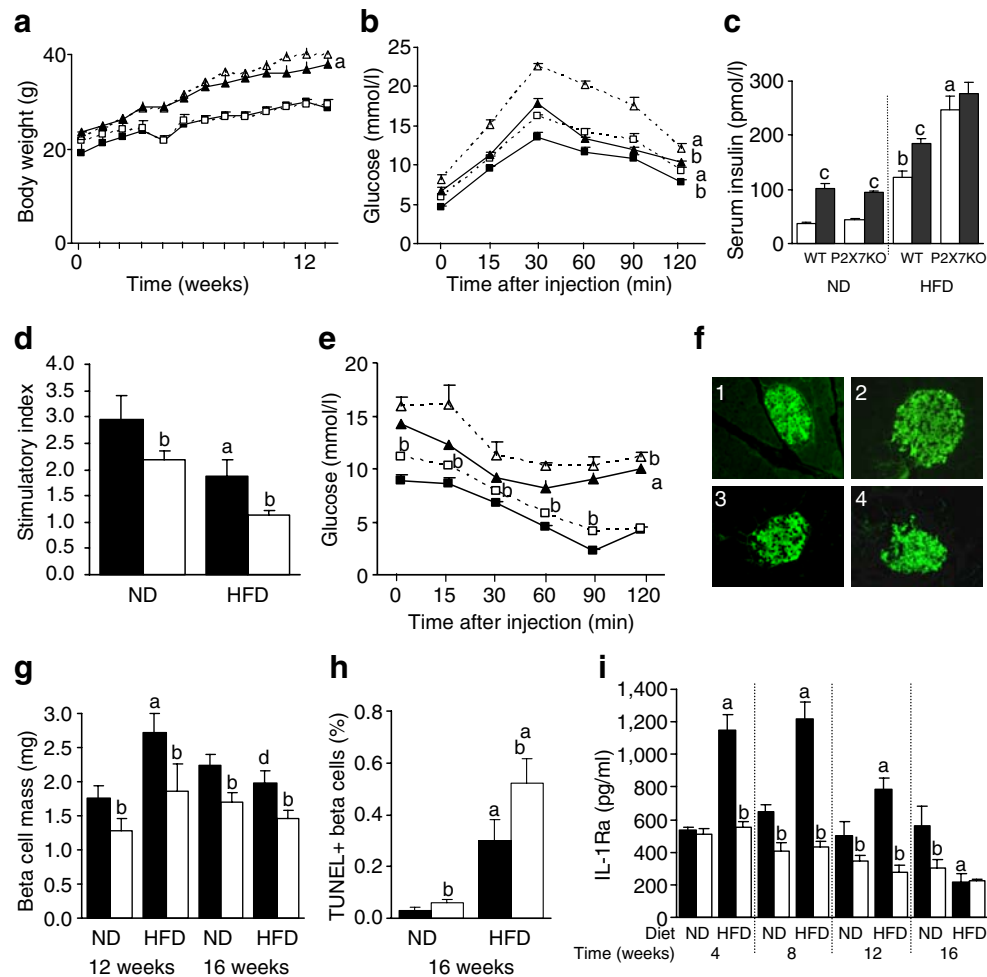 a
Body weight (g)
40
20
0
a
0
12
Time (weeks)
b
Glucose (mmol/l)
25
20
15
10
5
0
a
b
a
b
0 15 30 60 90 120
Time after injection (min)
c
Serum insulin (pmol/l)
300
200
100
0
c
c
b
c
a
WT P2X7KO WT P2X7KO
ND HFD
d
Stimulatory index
4.0
3.5
3.0
2.5
2.0
1.5
1.0
0.5
0.0
b
a
b
ND HFD
e
Glucose (mmol/l)
20
15
10
5
0
b
b
b
b
b
b
a
0 15 30 60 90 120
Time after injection (min)
f
1 2
3 4
g
Beta cell mass (mg)
3.0
2.5
2.0
1.5
1.0
0.5
0.0
b
a
b
b
d
b
ND HFD ND HFD
12 weeks 16 weeks
h
TUNEL+ beta cells (%)
0.8
0.6
0.4
0.2
0.0
b
a
a
b
ND HFD
16 weeks
i
IL-1Ra (pg/ml)
1,400
1,200
1,000
800
600
400
200
0
a
b
b
a
b
b
a
b
b
a
Diet ND HFD ND HFD ND HFD ND HFD
Time (weeks) 4 8 12 16